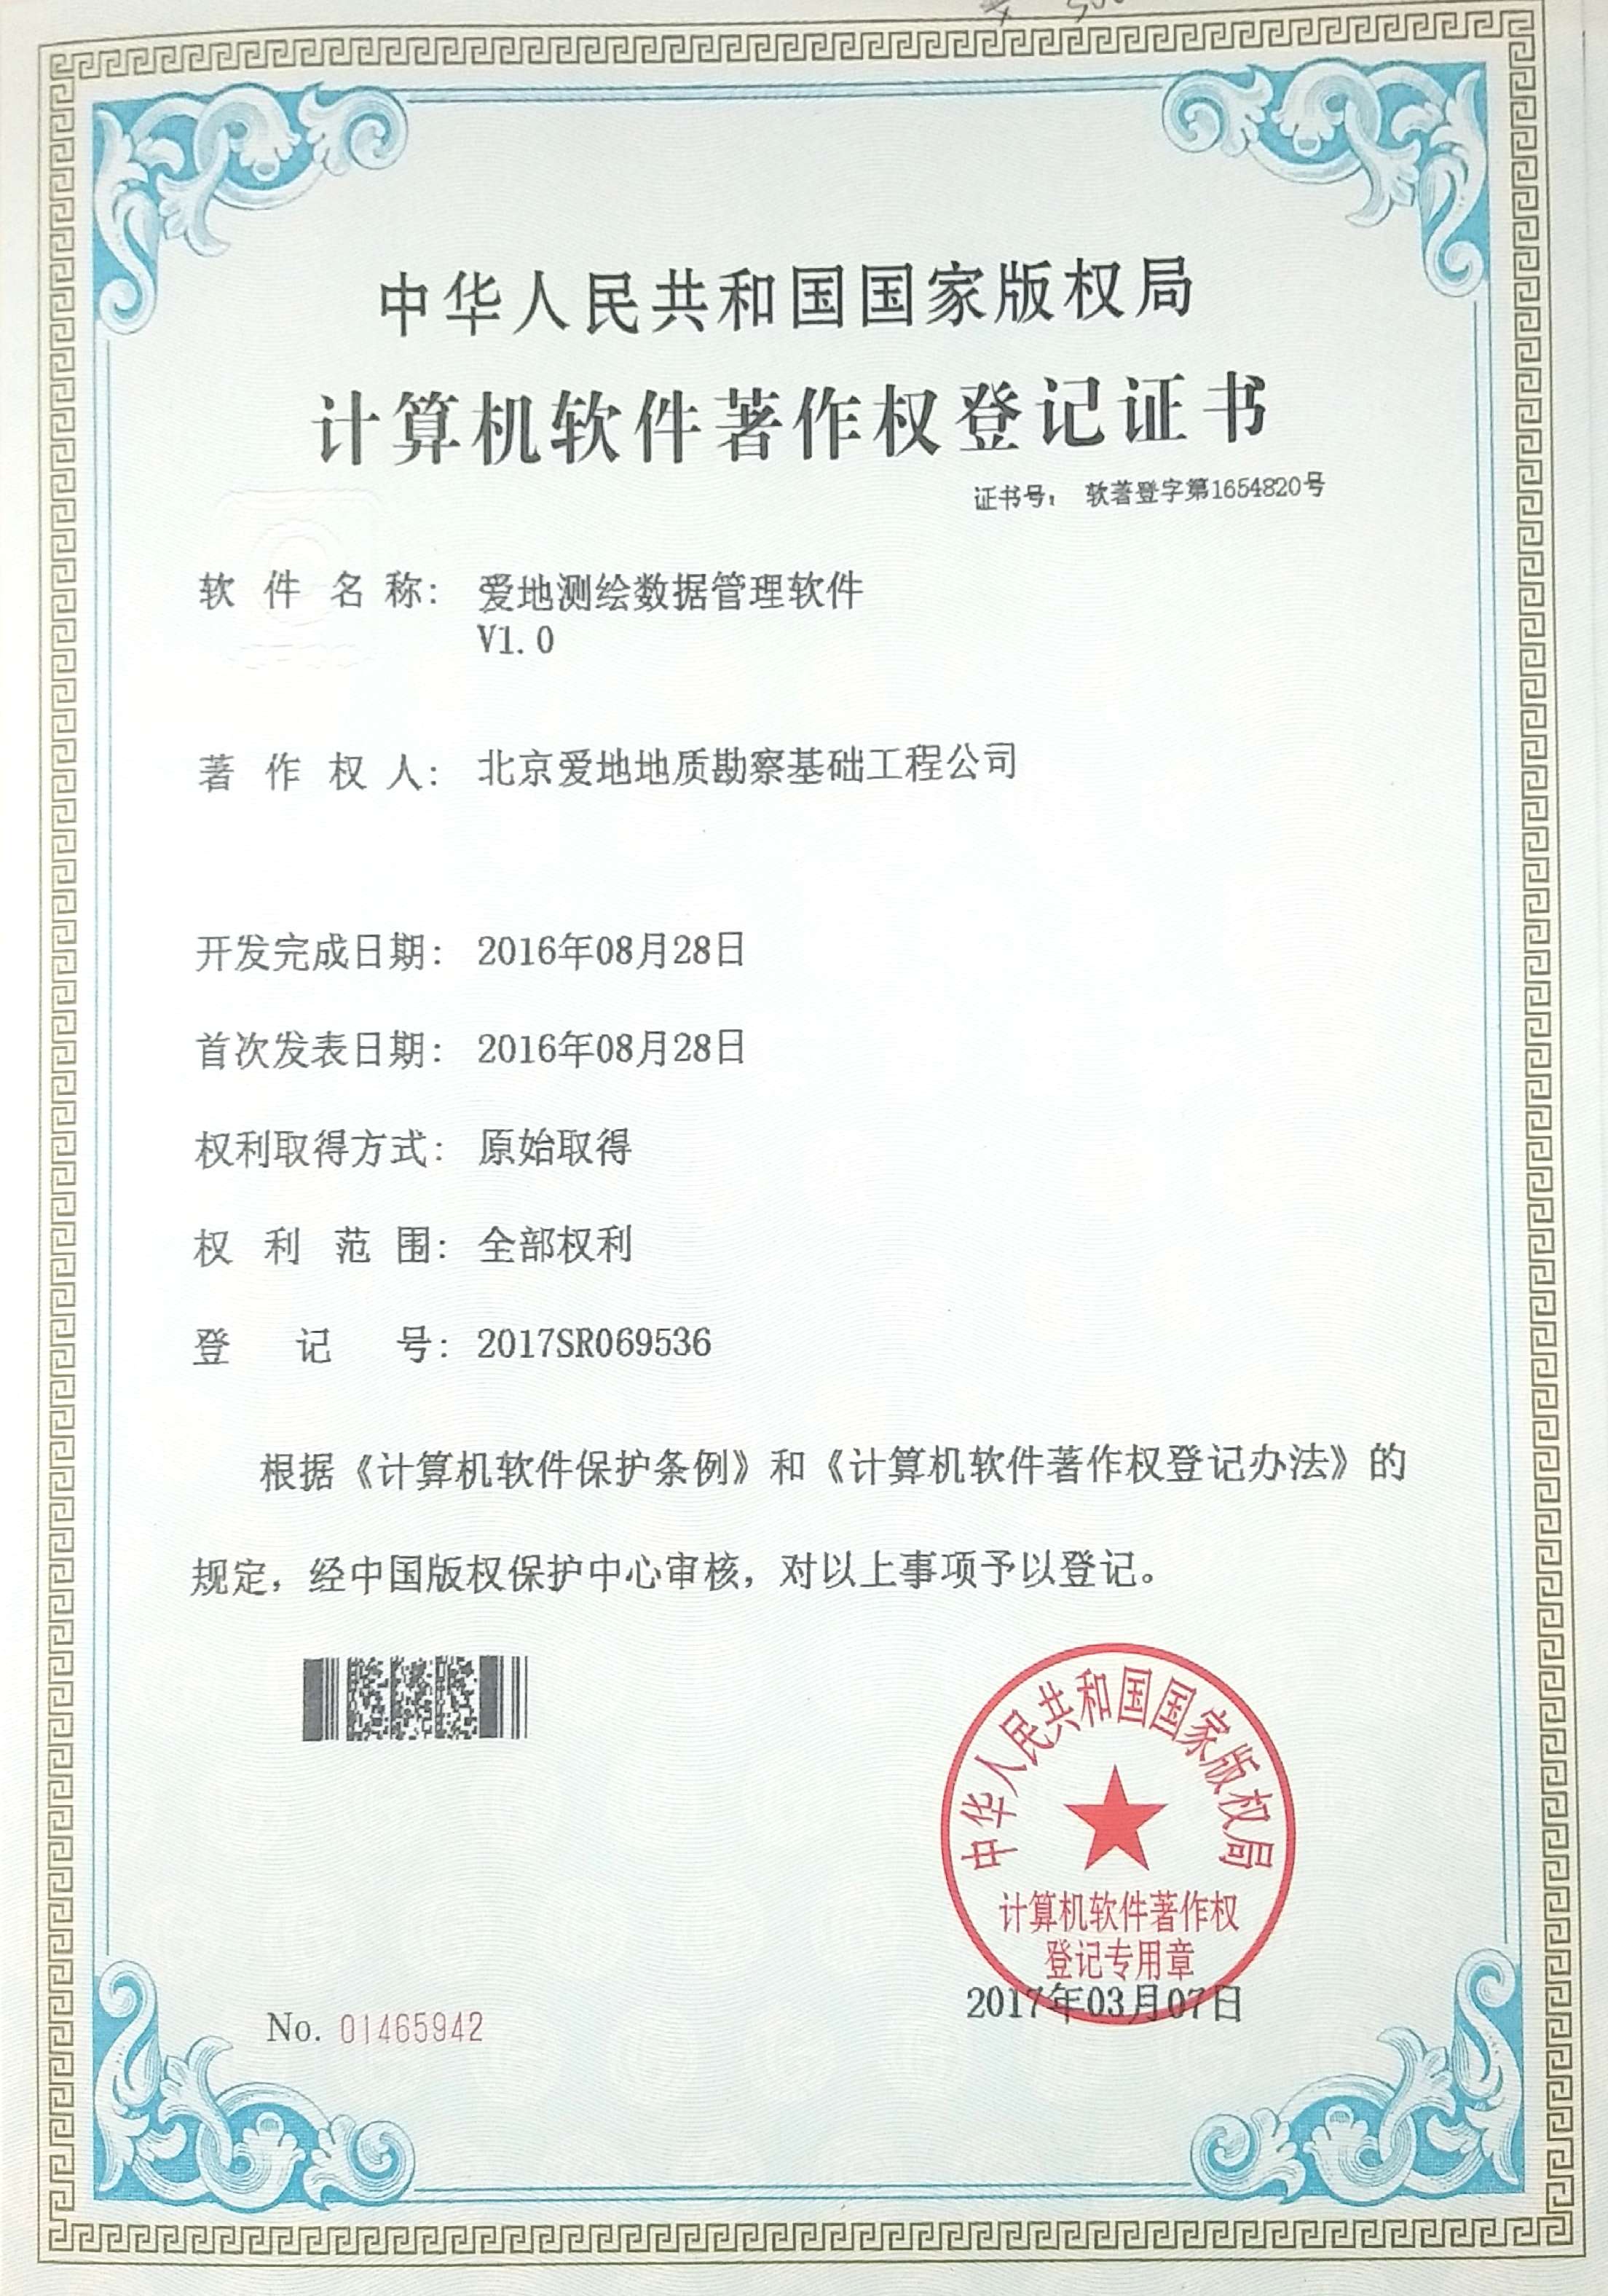 中华人民共和国国家版权局
计算机软件著作权登记证书
证书号： 软著登字第1654820号
软件名称： 爱地测绘数据管理软件
V1.0
著作权人： 北京爱地地质勘察基础工程公司
开发完成日期： 2016年08月28日
首次发表日期： 2016年08月28日
权利取得方式： 原始取得
权利范围： 全部权利
登记号： 2017SR069536
根据《计算机软件保护条例》和《计算机软件著作权登记办法》的
规定，经中国版权保护中心审核，对以上事项予以登记。
中华人民共和国国家版权局
计算机软件著作权
登记专用章
2017年03月07日
No. 01465942